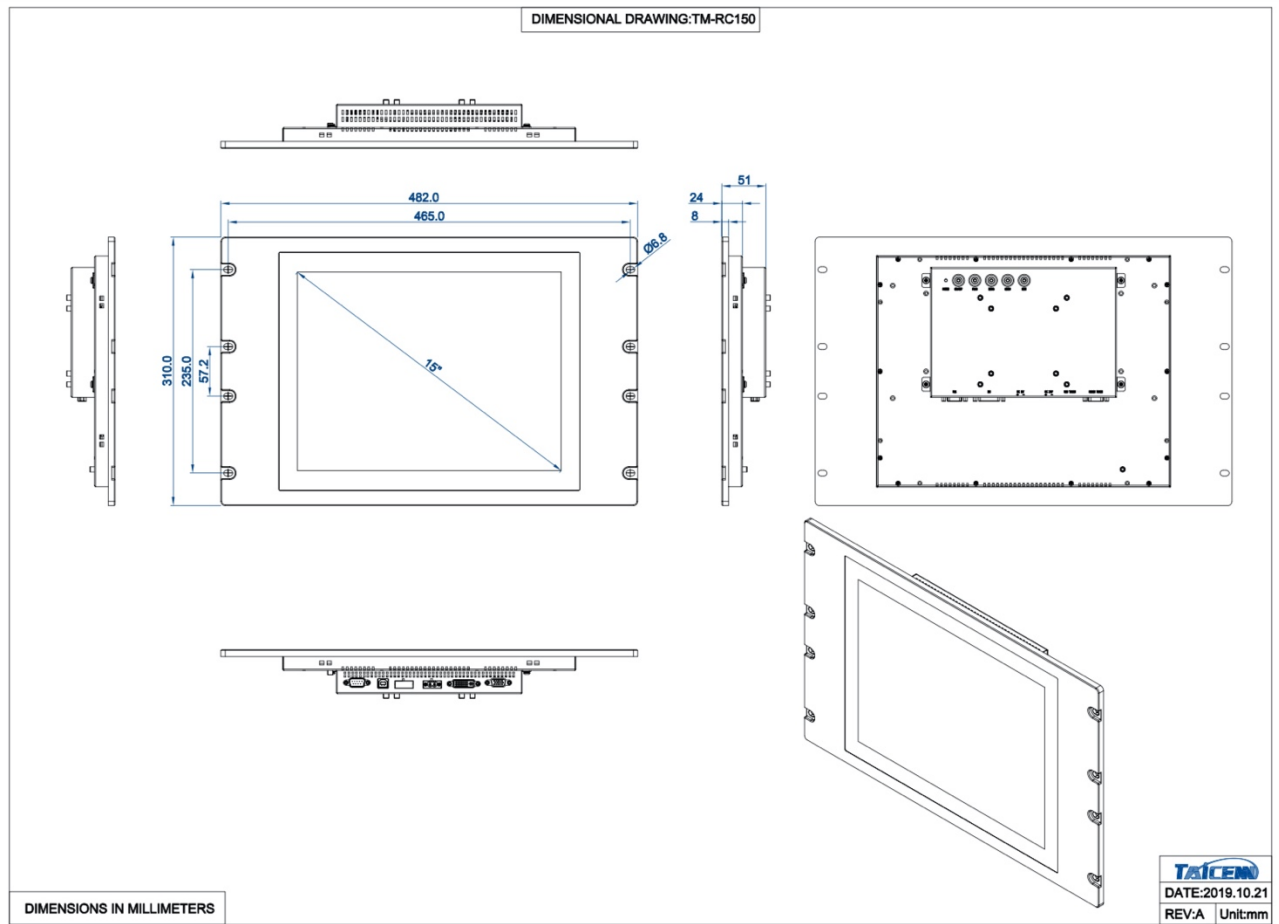 DIMENSIONAL DRAWING:TM-RC150
482.0
465.0
51
24
8
Ø6.8
310.0
235.0
57.2
15"
DIMENSIONS IN MILLIMETERS
TAICENN
DATE:2019.10.21
REV:A Unit:mm